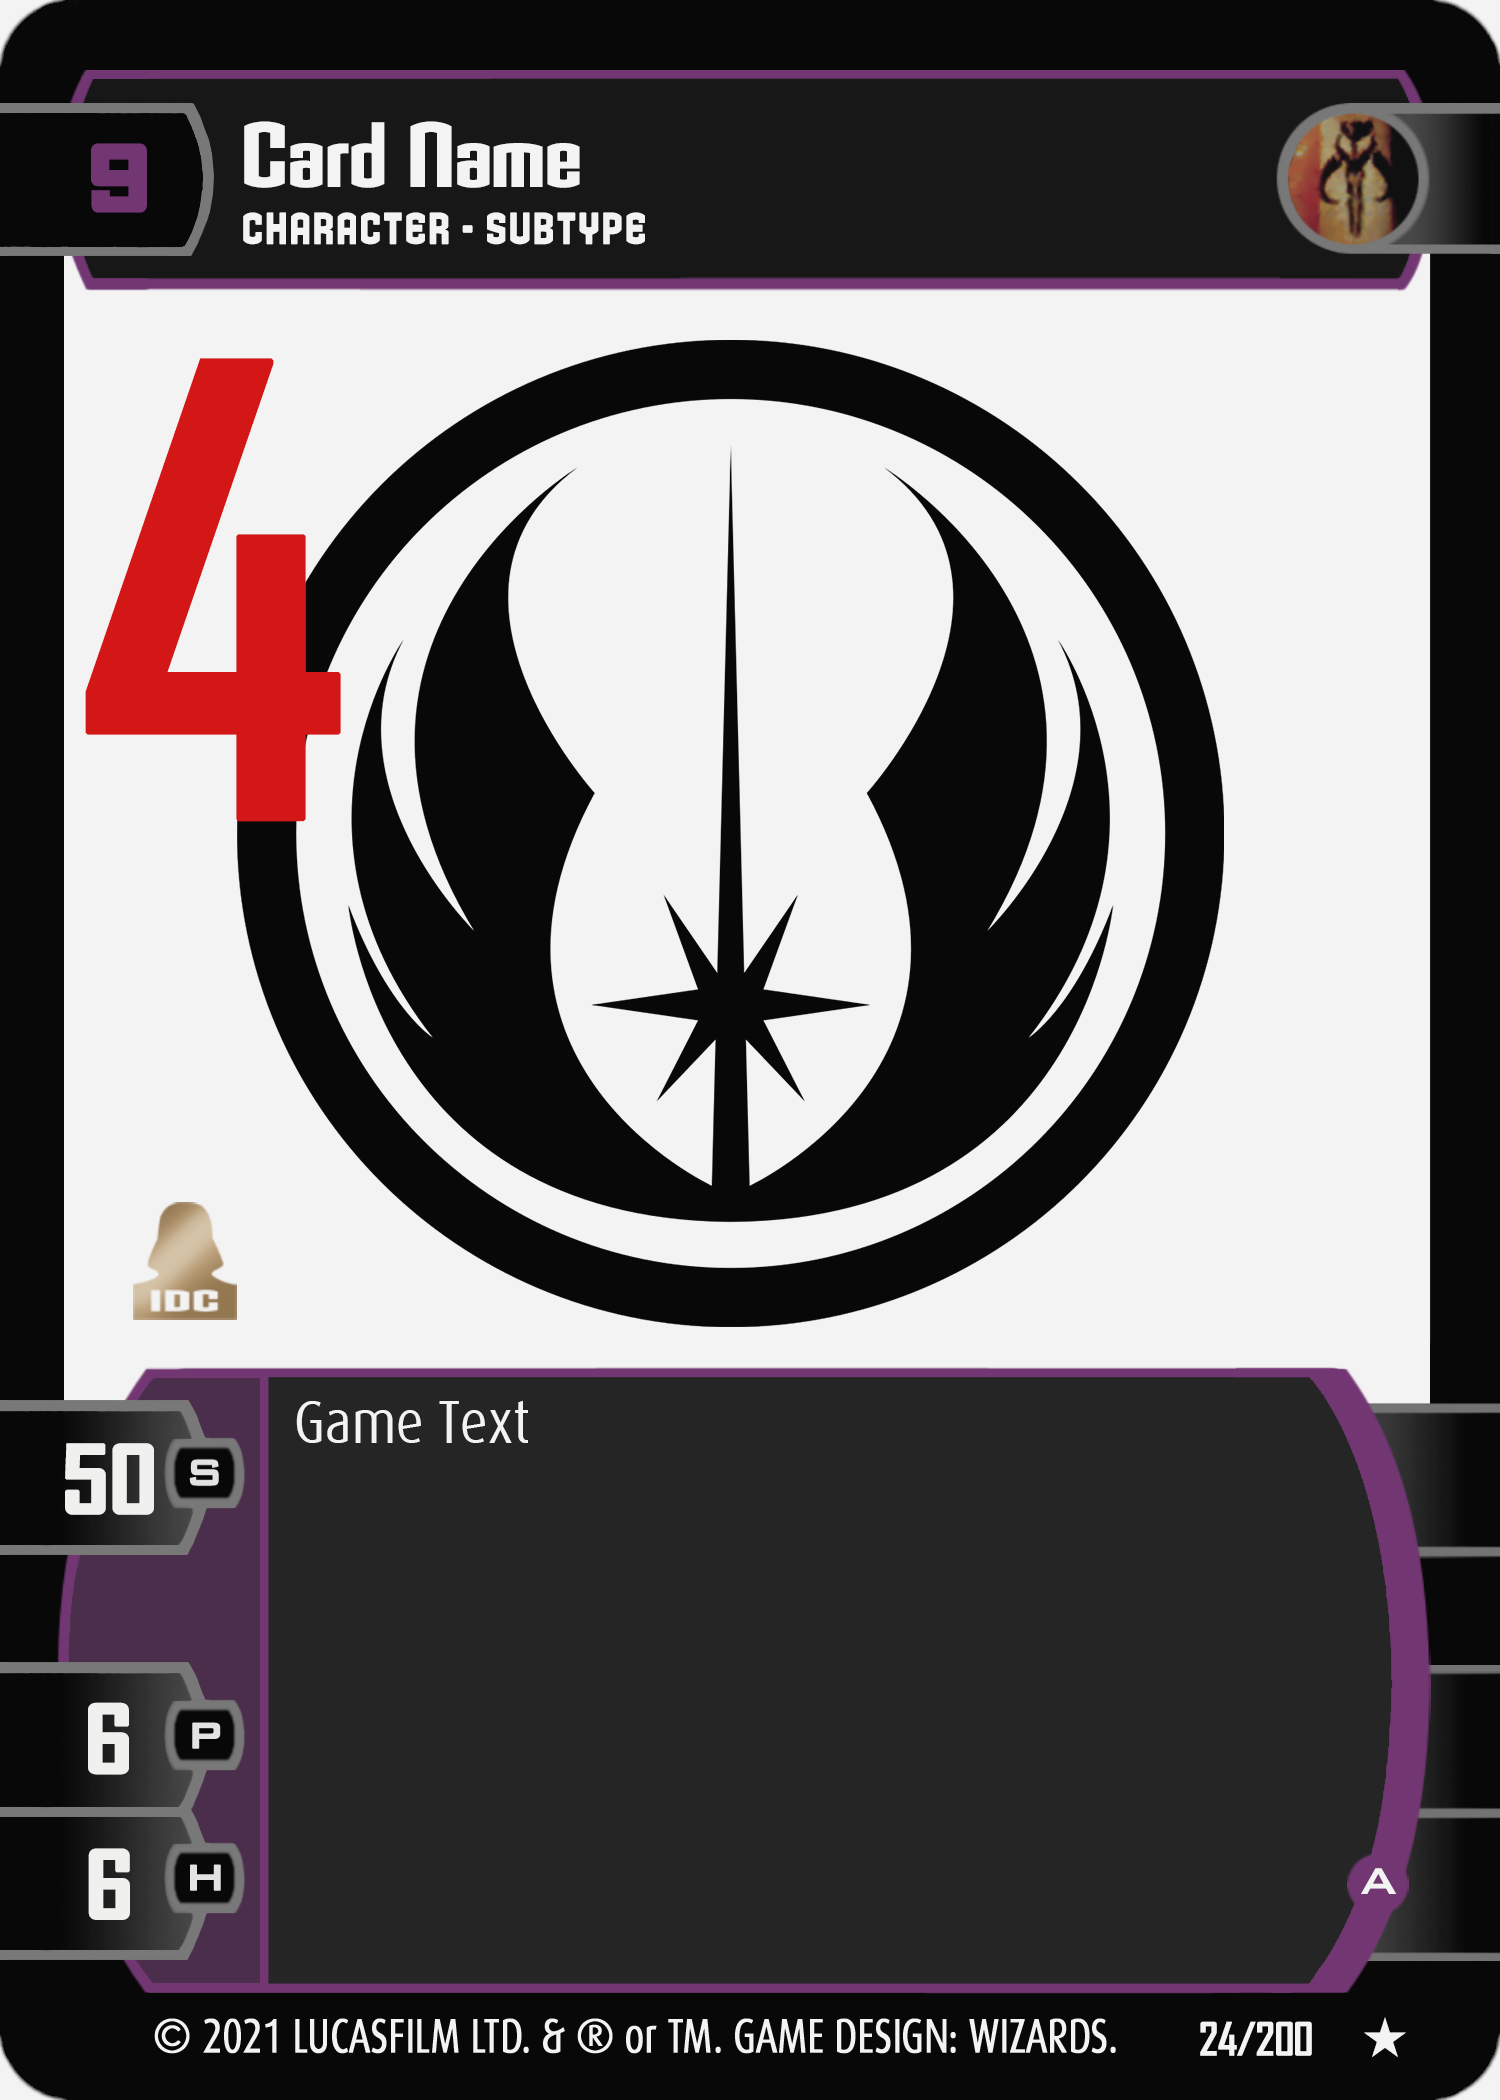 9
Card Name
CHARACTER - SUBTYPE
4
IDC
50 S
Game Text
6 P
6 H
A
© 2021 LUCASFILM LTD. & ® or TM. GAME DESIGN: WIZARDS. 24/200